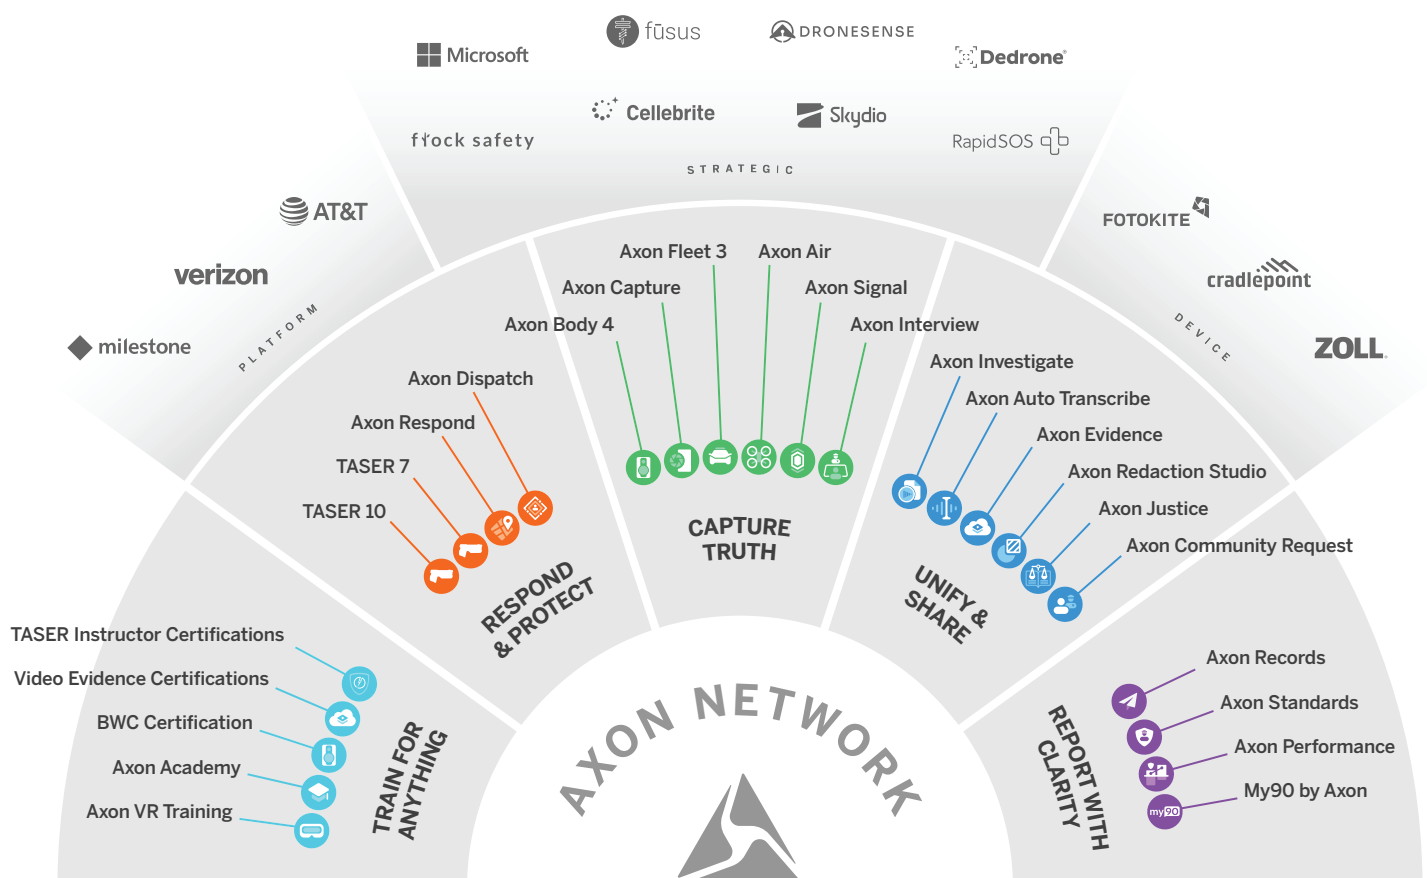 Microsoft
fūsus
DRONESENSE
Dedrone
flock safety
Cellebrite
Skydio
RapidSOS
STRATEGIC
AT&T
verizon
milestone
PLATFORM
FOTOKITE
cradlepoint
ZOLL
DEVICE
TASER Instructor Certifications
Video Evidence Certifications
BWC Certification
Axon Academy
Axon VR Training
TRAIN FOR
ANYTHING
Axon Dispatch
Axon Respond
TASER 7
TASER 10
RESPOND
& PROTECT
Axon Fleet 3
Axon Air
Axon Capture
Axon Signal
Axon Body 4
Axon Interview
CAPTURE
TRUTH
Axon Investigate
Axon Auto Transcribe
Axon Evidence
Axon Redaction Studio
Axon Justice
Axon Community Request
UNIFY &
SHARE
Axon Records
Axon Standards
Axon Performance
My90 by Axon
my90
REPORT WITH
CLARITY
AXON NETWORK